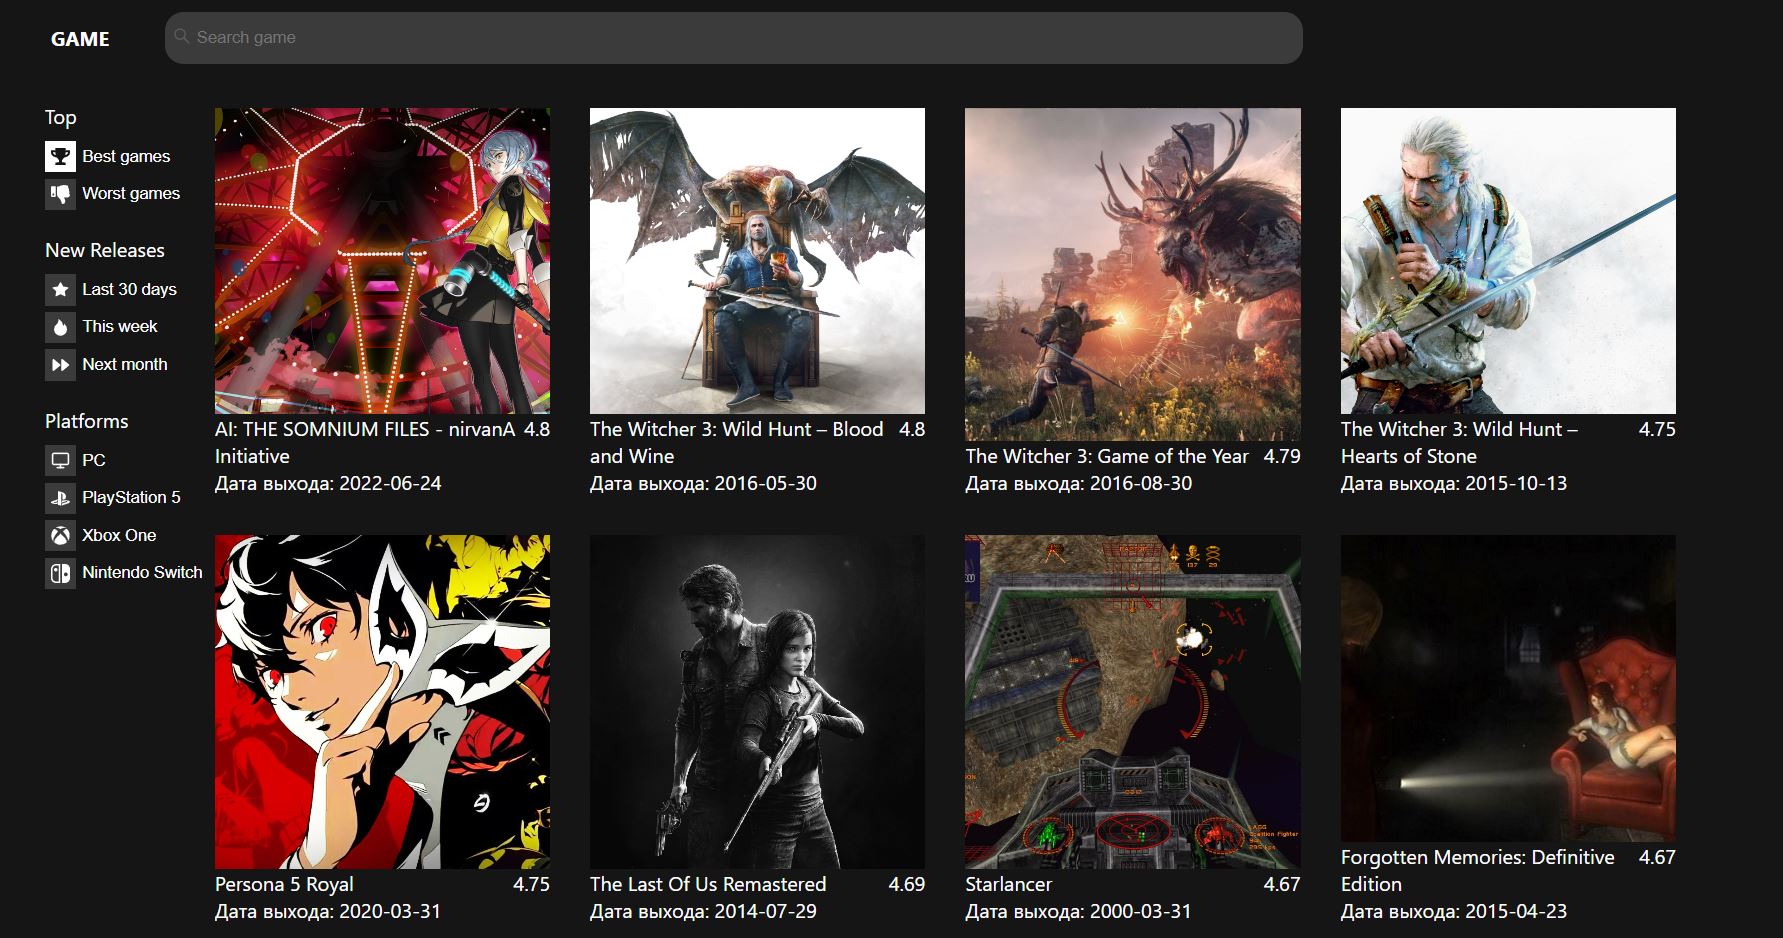 GAME
Search game
Top
Best games
Worst games
New Releases
Last 30 days
This week
Next month
Platforms
PC
PlayStation 5
Xbox One
Nintendo Switch
AI: THE SOMNIUM FILES - nirvanA 4.8
Initiative
Дата выхода: 2022-06-24
The Witcher 3: Wild Hunt – Blood 4.8
and Wine
Дата выхода: 2016-05-30
The Witcher 3: Game of the Year 4.79
Дата выхода: 2016-08-30
The Witcher 3: Wild Hunt – 4.75
Hearts of Stone
Дата выхода: 2015-10-13
Persona 5 Royal 4.75
Дата выхода: 2020-03-31
The Last Of Us Remastered 4.69
Дата выхода: 2014-07-29
Starlancer 4.67
Дата выхода: 2000-03-31
Forgotten Memories: Definitive 4.67
Edition
Дата выхода: 2015-04-23